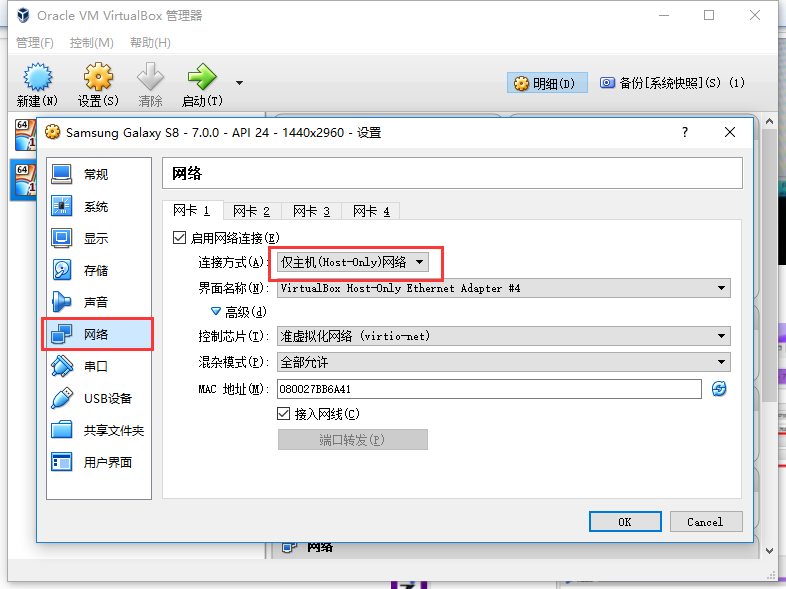 Oracle VM VirtualBox 管理器
管理(F) 控制(M) 帮助(H)
新建(N) 设置(S) 清除 启动(T) 明细(D) 备份[系统快照](S) (1)
64
64
Samsung Galaxy S8 - 7.0.0 - API 24 - 1440x2960 - 设置
?
常规
系统
显示
存储
声音
网络
串口
USB设备
共享文件夹
用户界面
网络
网卡 1 网卡 2 网卡 3 网卡 4
启用网络连接(E)
连接方式(A): 仅主机(Host-Only)网络
界面名称(N): VirtualBox Host-Only Ethernet Adapter #4
高级(d)
控制芯片(T): 准虚拟化网络 (virtio-net)
混杂模式(P): 全部允许
MAC 地址(M): 080027BB6A41
接入网线(C)
端口转发(P)
OK Cancel
网络